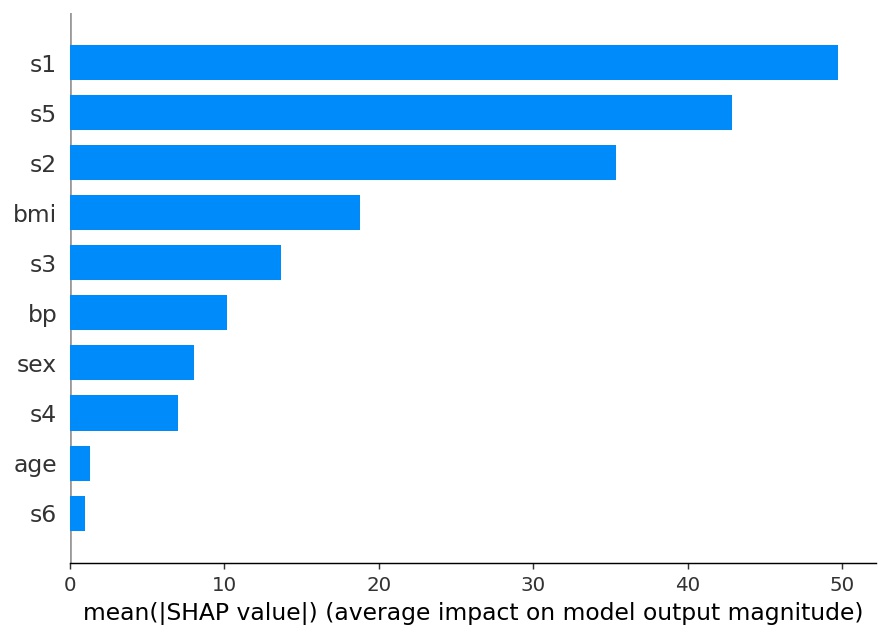 s1
s5
s2
bmi
s3
bp
sex
s4
age
s6
0 10 20 30 40 50
mean(|SHAP value|) (average impact on model output magnitude)